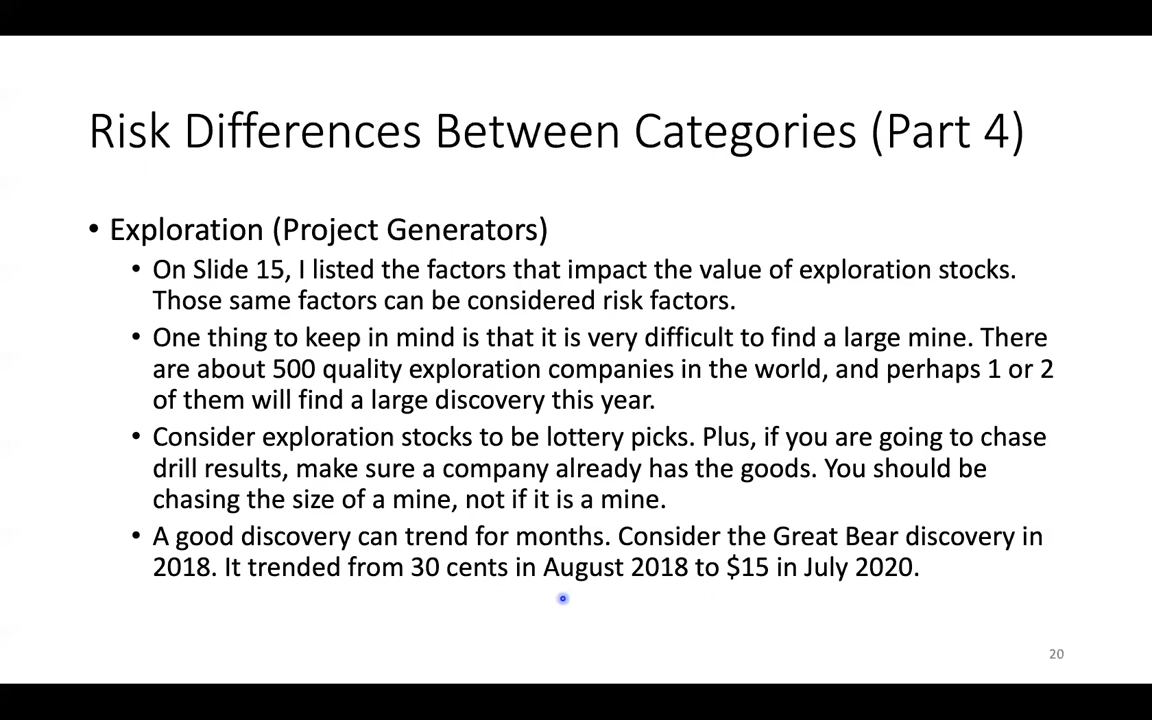 Risk Differences Between Categories (Part 4)
• Exploration (Project Generators)
• On Slide 15, I listed the factors that impact the value of exploration stocks.
Those same factors can be considered risk factors.
• One thing to keep in mind is that it is very difficult to find a large mine. There
are about 500 quality exploration companies in the world, and perhaps 1 or 2
of them will find a large discovery this year.
• Consider exploration stocks to be lottery picks. Plus, if you are going to chase
drill results, make sure a company already has the goods. You should be
chasing the size of a mine, not if it is a mine.
• A good discovery can trend for months. Consider the Great Bear discovery in
2018. It trended from 30 cents in August 2018 to $15 in July 2020.
20